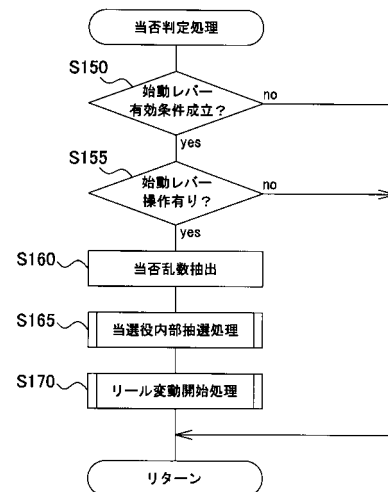 当否判定処理
S150
始動レバー
有効条件成立？
no
yes
S155
始動レバー
操作有り？
no
yes
S160
当否乱数抽出
S165
当選役内部抽選処理
S170
リール変動開始処理
リターン